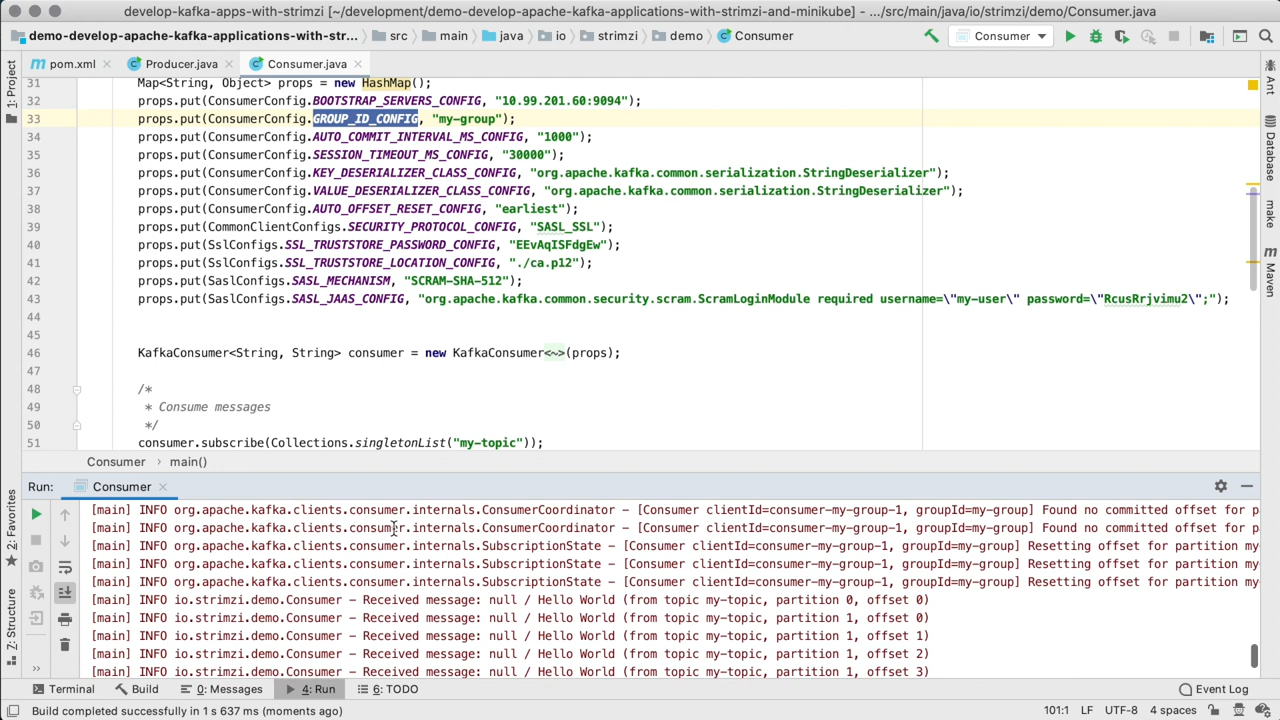 develop-kafka-apps-with-strimzi [~/development/demo-develop-apache-kafka-applications-with-strimzi-and-minikube] - .../src/main/java/io/strimzi/demo/Consumer.java
demo-develop-apache-kafka-applications-with-str... src main java io strimzi demo Consumer Consumer
pom.xml Producer.java Consumer.java
1: Project
31 Map<String, Object> props = new HashMap();
32 props.put(ConsumerConfig.BOOTSTRAP_SERVERS_CONFIG, "10.99.201.60:9094");
33 props.put(ConsumerConfig.GROUP_ID_CONFIG, "my-group");
34 props.put(ConsumerConfig.AUTO_COMMIT_INTERVAL_MS_CONFIG, "1000");
35 props.put(ConsumerConfig.SESSION_TIMEOUT_MS_CONFIG, "30000");
36 props.put(ConsumerConfig.KEY_DESERIALIZER_CLASS_CONFIG, "org.apache.kafka.common.serialization.StringDeserializer");
37 props.put(ConsumerConfig.VALUE_DESERIALIZER_CLASS_CONFIG, "org.apache.kafka.common.serialization.StringDeserializer");
38 props.put(ConsumerConfig.AUTO_OFFSET_RESET_CONFIG, "earliest");
39 props.put(CommonClientConfigs.SECURITY_PROTOCOL_CONFIG, "SASL_SSL");
40 props.put(SslConfigs.SSL_TRUSTSTORE_PASSWORD_CONFIG, "EEvAqISFdgEw");
41 props.put(SslConfigs.SSL_TRUSTSTORE_LOCATION_CONFIG, "./ca.p12");
42 props.put(SaslConfigs.SASL_MECHANISM, "SCRAM-SHA-512");
43 props.put(SaslConfigs.SASL_JAAS_CONFIG, "org.apache.kafka.common.security.scram.ScramLoginModule required username=\"my-user\" password=\"RcusRrjvimu2\";");
44
45
46 KafkaConsumer<String, String> consumer = new KafkaConsumer<~>(props);
47
48 /*
49 * Consume messages
50 */
51 consumer.subscribe(Collections.singletonList("my-topic"));
Ant
Database
make
Maven
Consumer > main()
Run: Consumer
2: Favorites
7: Structure
[main] INFO org.apache.kafka.clients.consumer.internals.ConsumerCoordinator - [Consumer clientId=consumer-my-group-1, groupId=my-group] Found no committed offset for p
[main] INFO org.apache.kafka.clients.consumer.internals.ConsumerCoordinator - [Consumer clientId=consumer-my-group-1, groupId=my-group] Found no committed offset for p
[main] INFO org.apache.kafka.clients.consumer.internals.SubscriptionState - [Consumer clientId=consumer-my-group-1, groupId=my-group] Resetting offset for partition my
[main] INFO org.apache.kafka.clients.consumer.internals.SubscriptionState - [Consumer clientId=consumer-my-group-1, groupId=my-group] Resetting offset for partition my
[main] INFO org.apache.kafka.clients.consumer.internals.SubscriptionState - [Consumer clientId=consumer-my-group-1, groupId=my-group] Resetting offset for partition my
[main] INFO io.strimzi.demo.Consumer - Received message: null / Hello World (from topic my-topic, partition 0, offset 0)
[main] INFO io.strimzi.demo.Consumer - Received message: null / Hello World (from topic my-topic, partition 1, offset 0)
[main] INFO io.strimzi.demo.Consumer - Received message: null / Hello World (from topic my-topic, partition 1, offset 1)
[main] INFO io.strimzi.demo.Consumer - Received message: null / Hello World (from topic my-topic, partition 1, offset 2)
[main] INFO io.strimzi.demo.Consumer - Received message: null / Hello World (from topic my-topic, partition 1, offset 3)
Terminal Build 0: Messages 4: Run 6: TODO Event Log
Build completed successfully in 1 s 637 ms (moments ago) 101:1 LF UTF-8 4 spaces